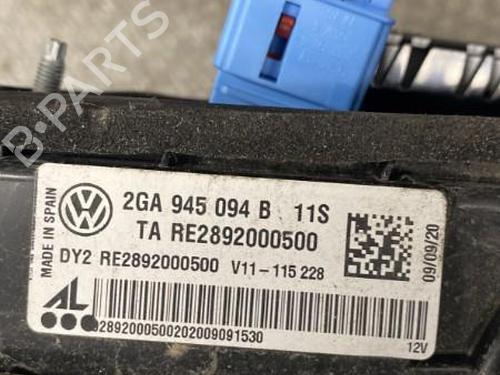 B-PARTS
MADE IN SPAIN
2GA 945 094 B 11S
TA RE2892000500
DY2 RE2892000500 V11-115 228
09/09/20
AL
02892000500202009091530
12V